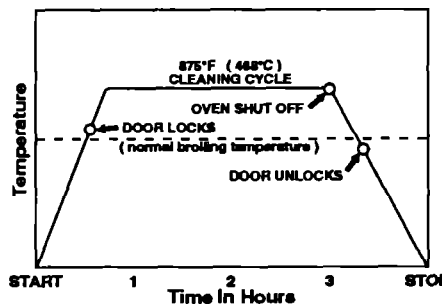 875°F (468°C)
CLEANING CYCLE
OVEN SHUT OFF
DOOR LOCKS
(normal broiling temperature)
DOOR UNLOCKS
Temperature
START 1 2 3 STOP
Time In Hours